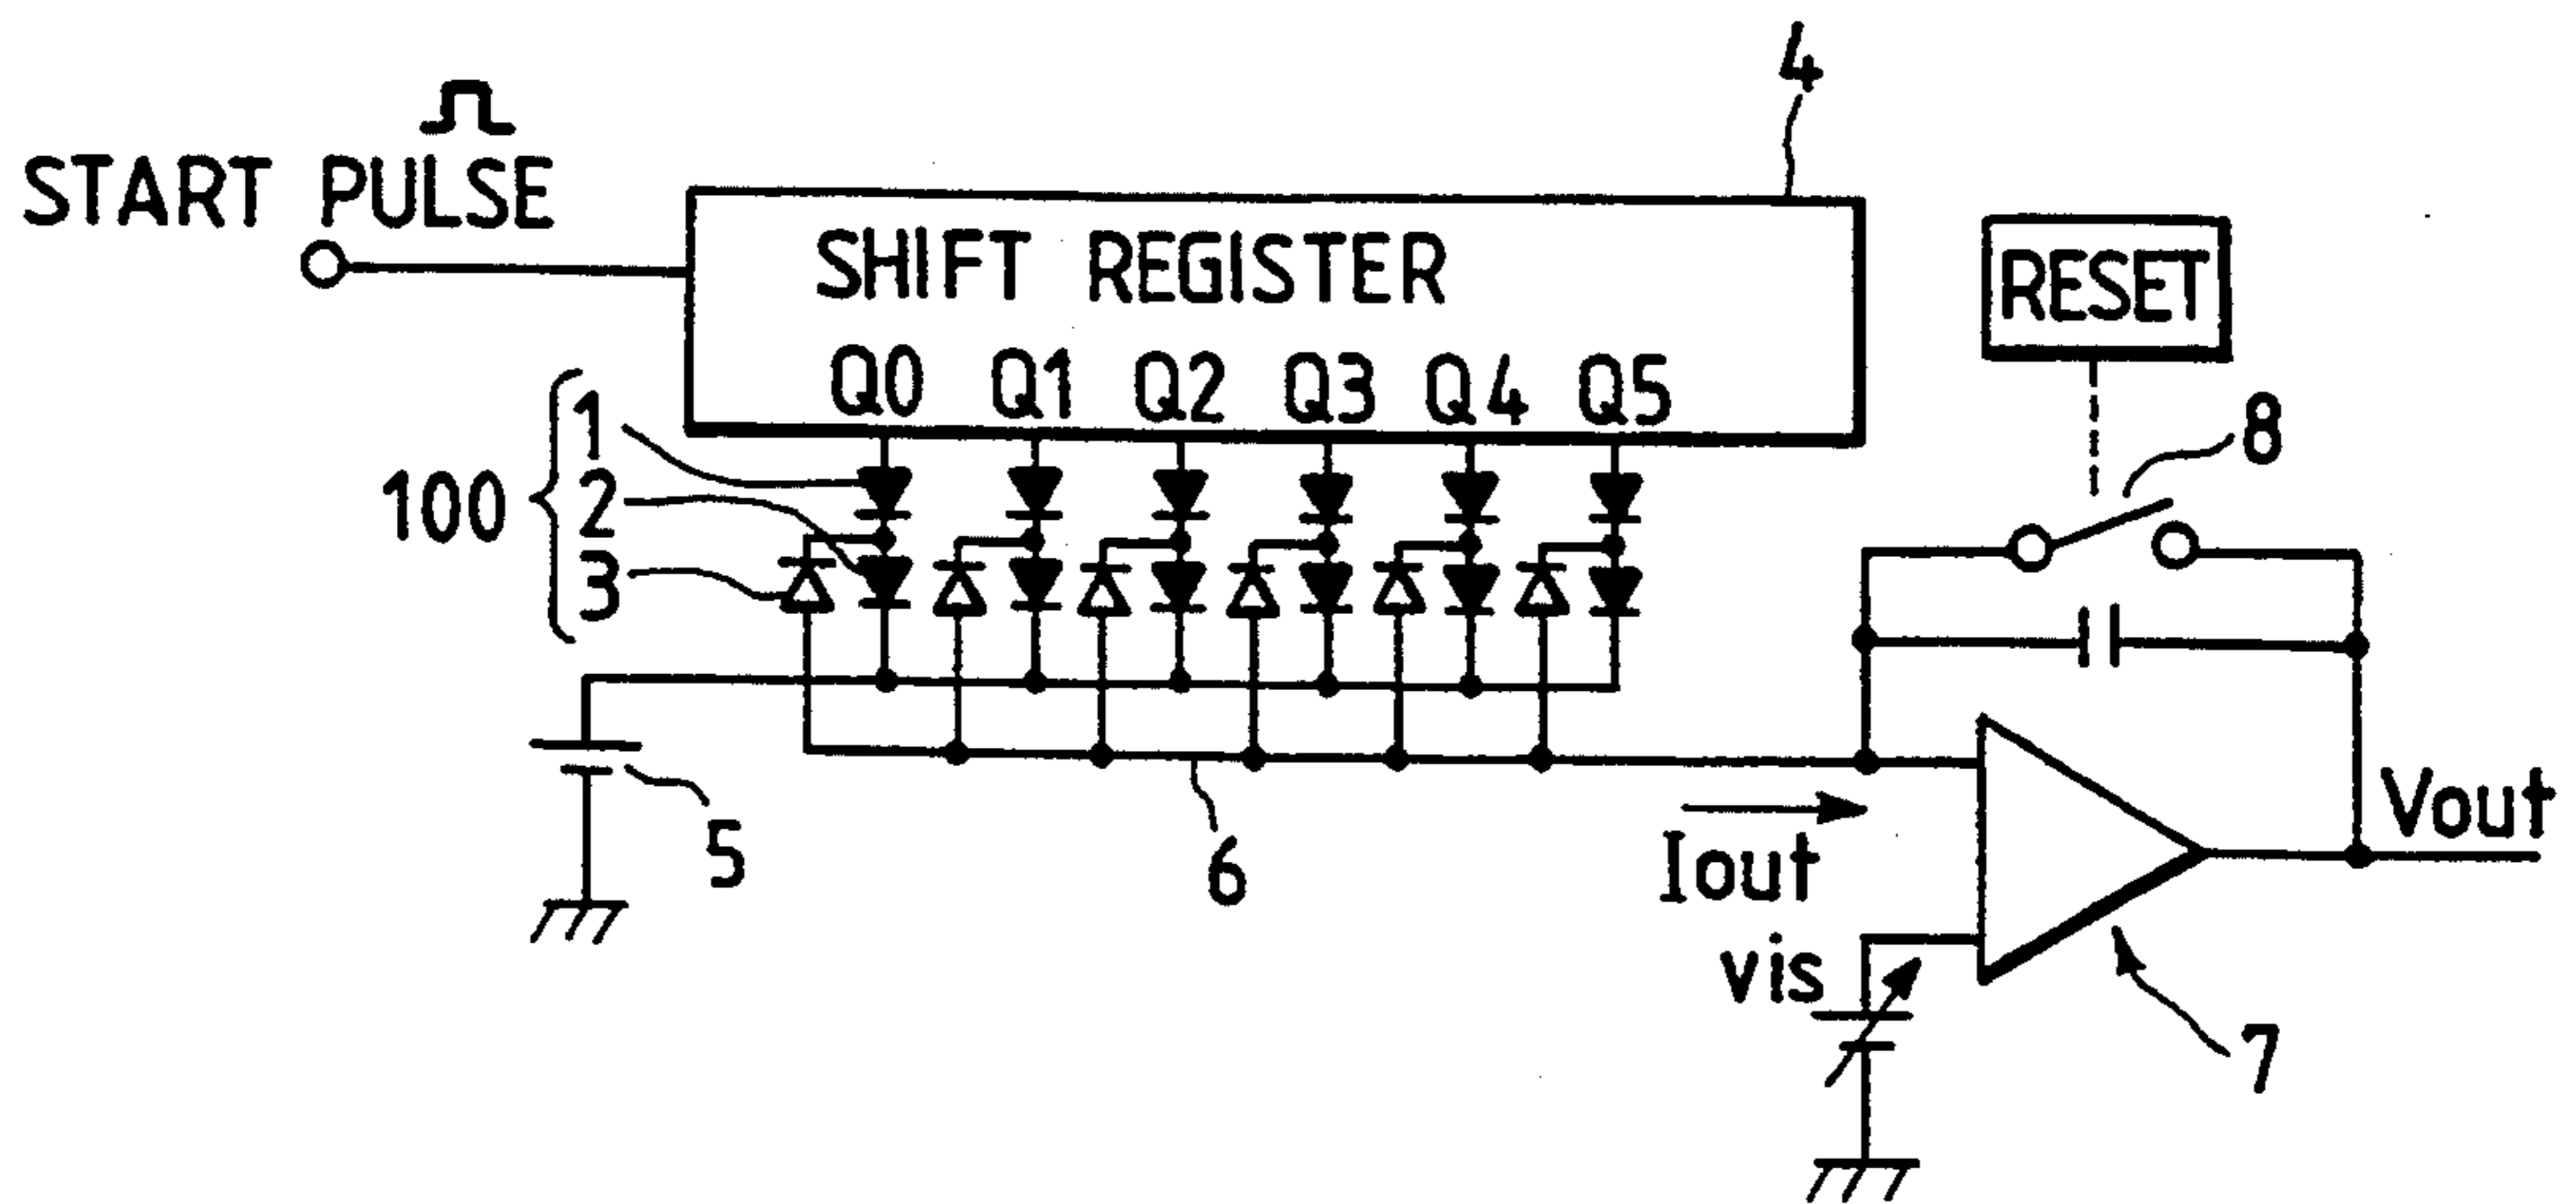 4
START PULSE
SHIFT REGISTER
RESET
Q0 Q1 Q2 Q3 Q4 Q5
8
100
1
2
3
5
6
Iout
Vout
vis
7